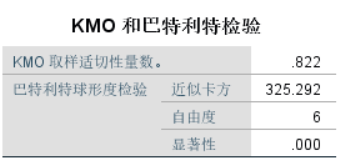 KMO 和巴特利特检验
KMO 取样适切性量数。 .822
巴特利特球形度检验 近似卡方 325.292
自由度 6
显著性 .000